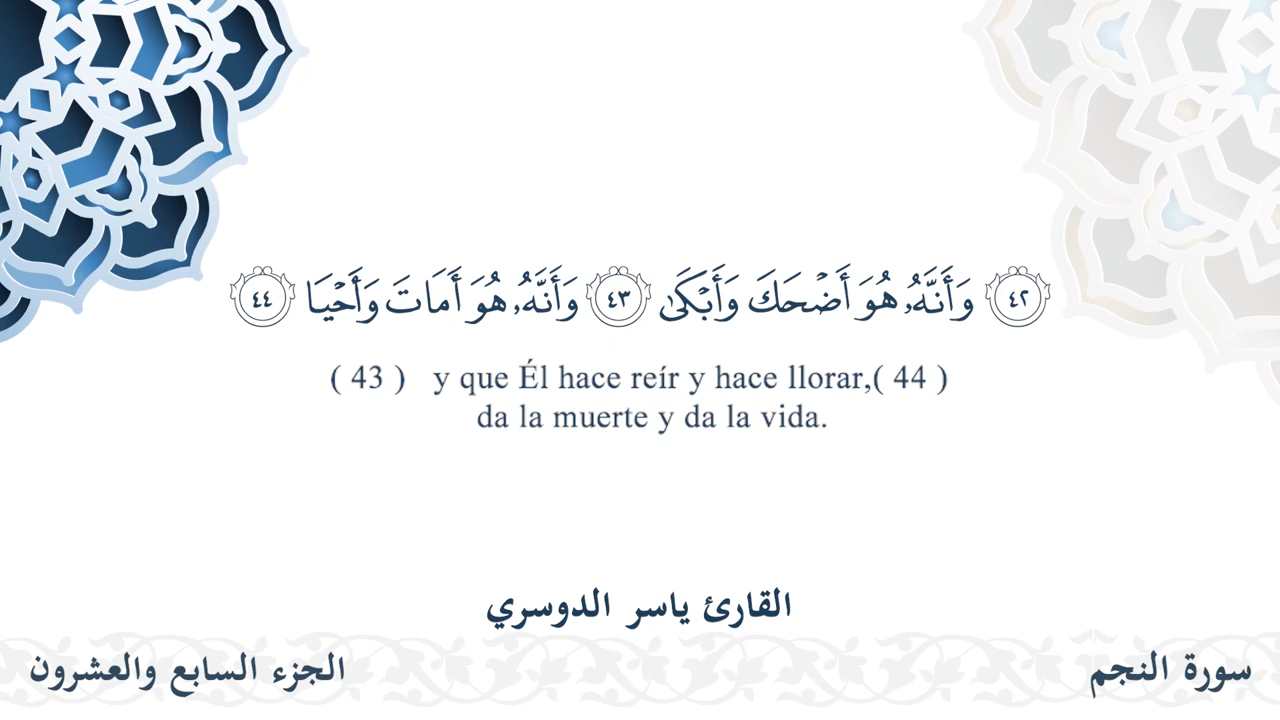 ٤٢ وَأَنَّهُۥ هُوَ أَضْحَكَ وَأَبْكَىٰ ٤٣ وَأَنَّهُۥ هُوَ أَمَاتَ وَأَحْيَا ٤٤
( 43 ) y que Él hace reír y hace llorar,( 44 )
da la muerte y da la vida.
القارئ ياسر الدوسري
سورة النجم
الجزء السابع والعشرون